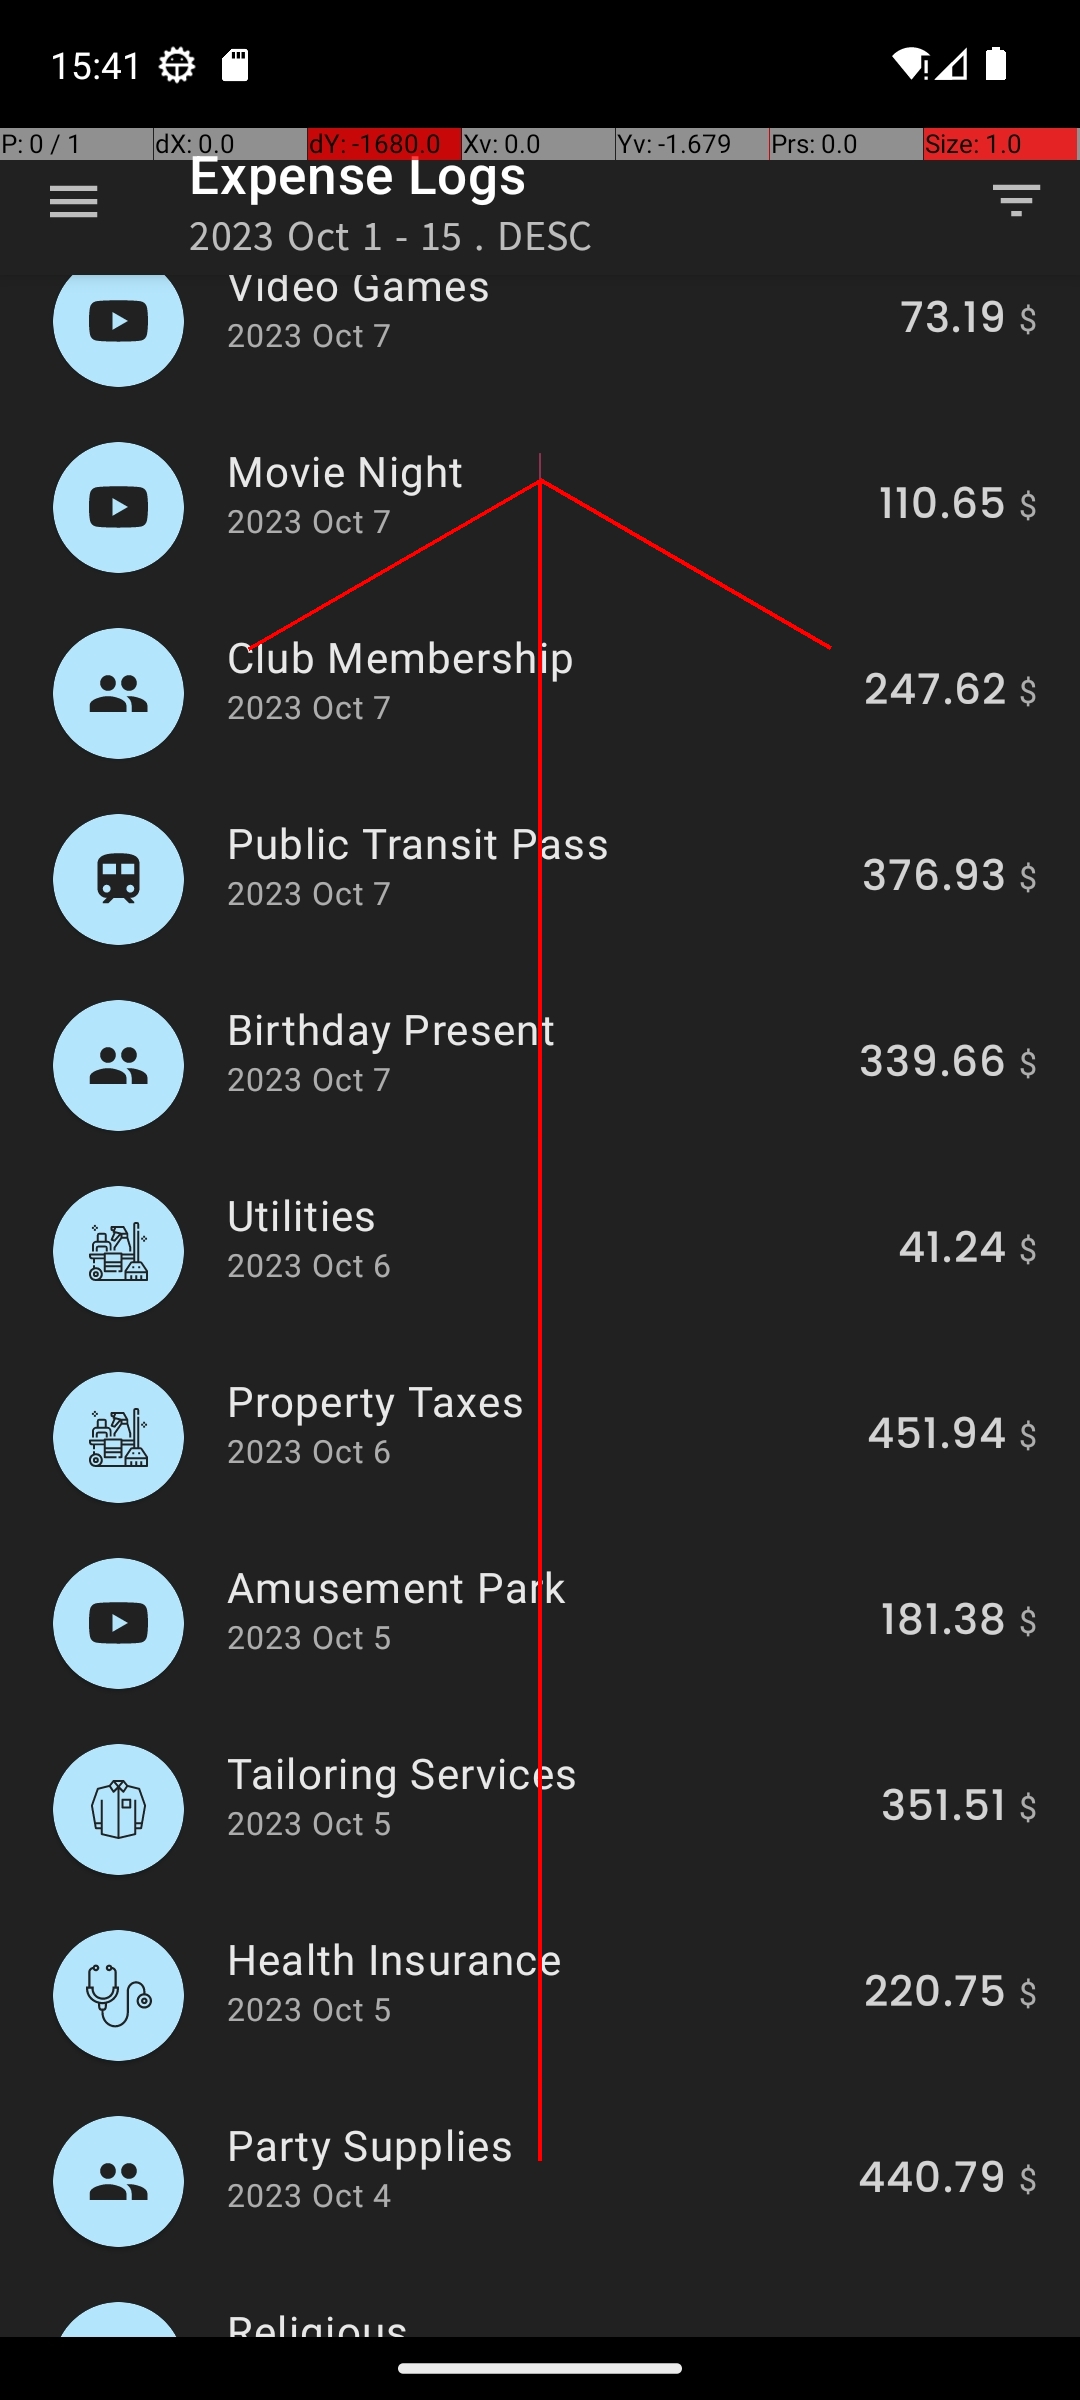 15:41
P: 0 / 1 dX: 0.0 dY: -1680.0 Xv: 0.0 Yv: -1.679 Prs: 0.0 Size: 1.0
Expense Logs
2023 Oct 1 - 15 . DESC
Video Games
2023 Oct 7
73.19 $
Movie Night
2023 Oct 7
110.65 $
Club Membership
2023 Oct 7
247.62 $
Public Transit Pass
2023 Oct 7
376.93 $
Birthday Present
2023 Oct 7
339.66 $
Utilities
2023 Oct 6
41.24 $
Property Taxes
2023 Oct 6
451.94 $
Amusement Park
2023 Oct 5
181.38 $
Tailoring Services
2023 Oct 5
351.51 $
Health Insurance
2023 Oct 5
220.75 $
Party Supplies
2023 Oct 4
440.79 $
Religious